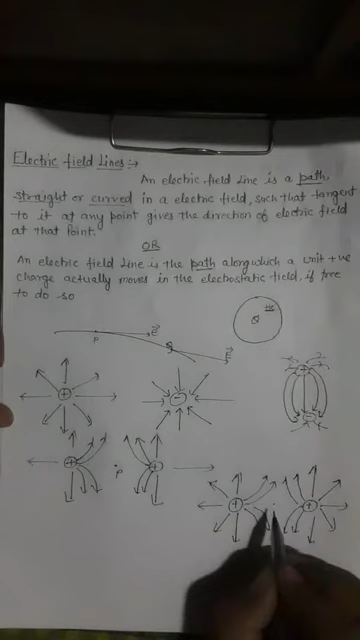 Electric field Lines :→
An electric field Line is a path,
straight or curved in a electric field, such that tangent
to it at any point gives the direction of electric field
at that point.
OR
An electric field Line is the path along which a unit +ve
charge actually moves in the electrostatic field, if free
to do so
P
E
E
+
-
+
-
+
P
+
+
+